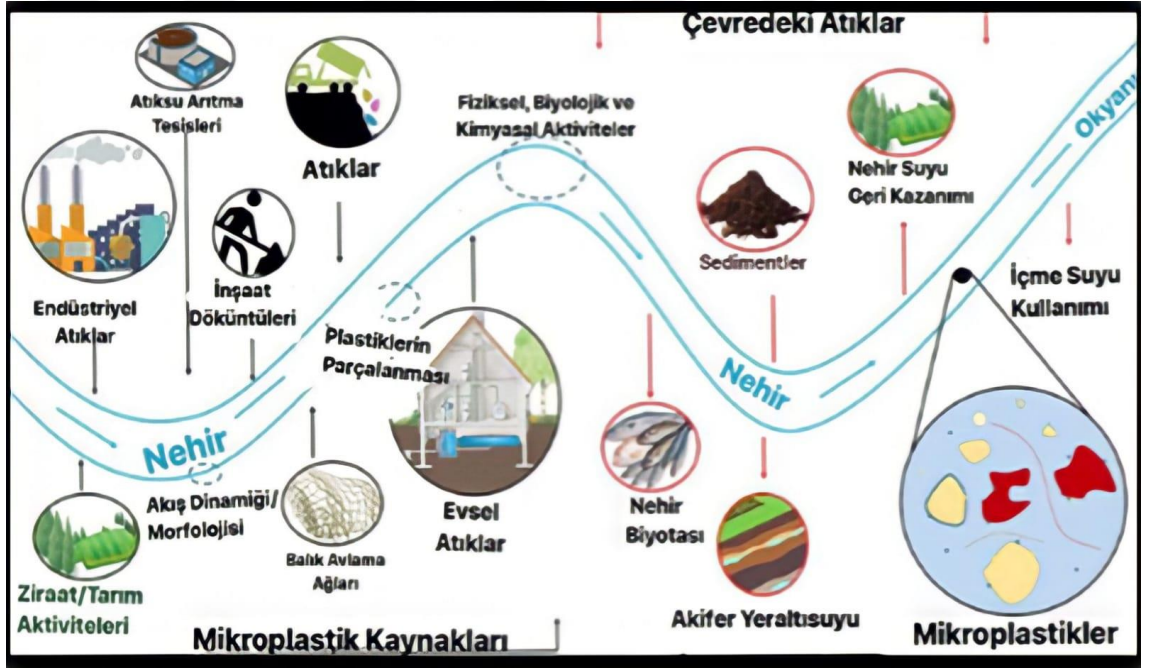 Çevredeki Atıklar
Atıksu Arıtma
Tesisleri
Atıklar
Fiziksel, Biyolojik ve
Kimyasal Aktiviteler
Nehir Suyu
Geri Kazanımı
Okyanu
Endüstriyel
Atıklar
İnşaat
Döküntüleri
Sedimentler
İçme Suyu
Kullanımı
Plastiklerin
Parçalanması
Nehir
Nehir
Akış Dinamiği/
Morfolojisi
Balık Avlama
Ağları
Evsel
Atıklar
Nehir
Biyotası
Ziraat/Tarım
Aktiviteleri
Akifer Yeraltısuyu
Mikroplastikler
Mikroplastik Kaynakları